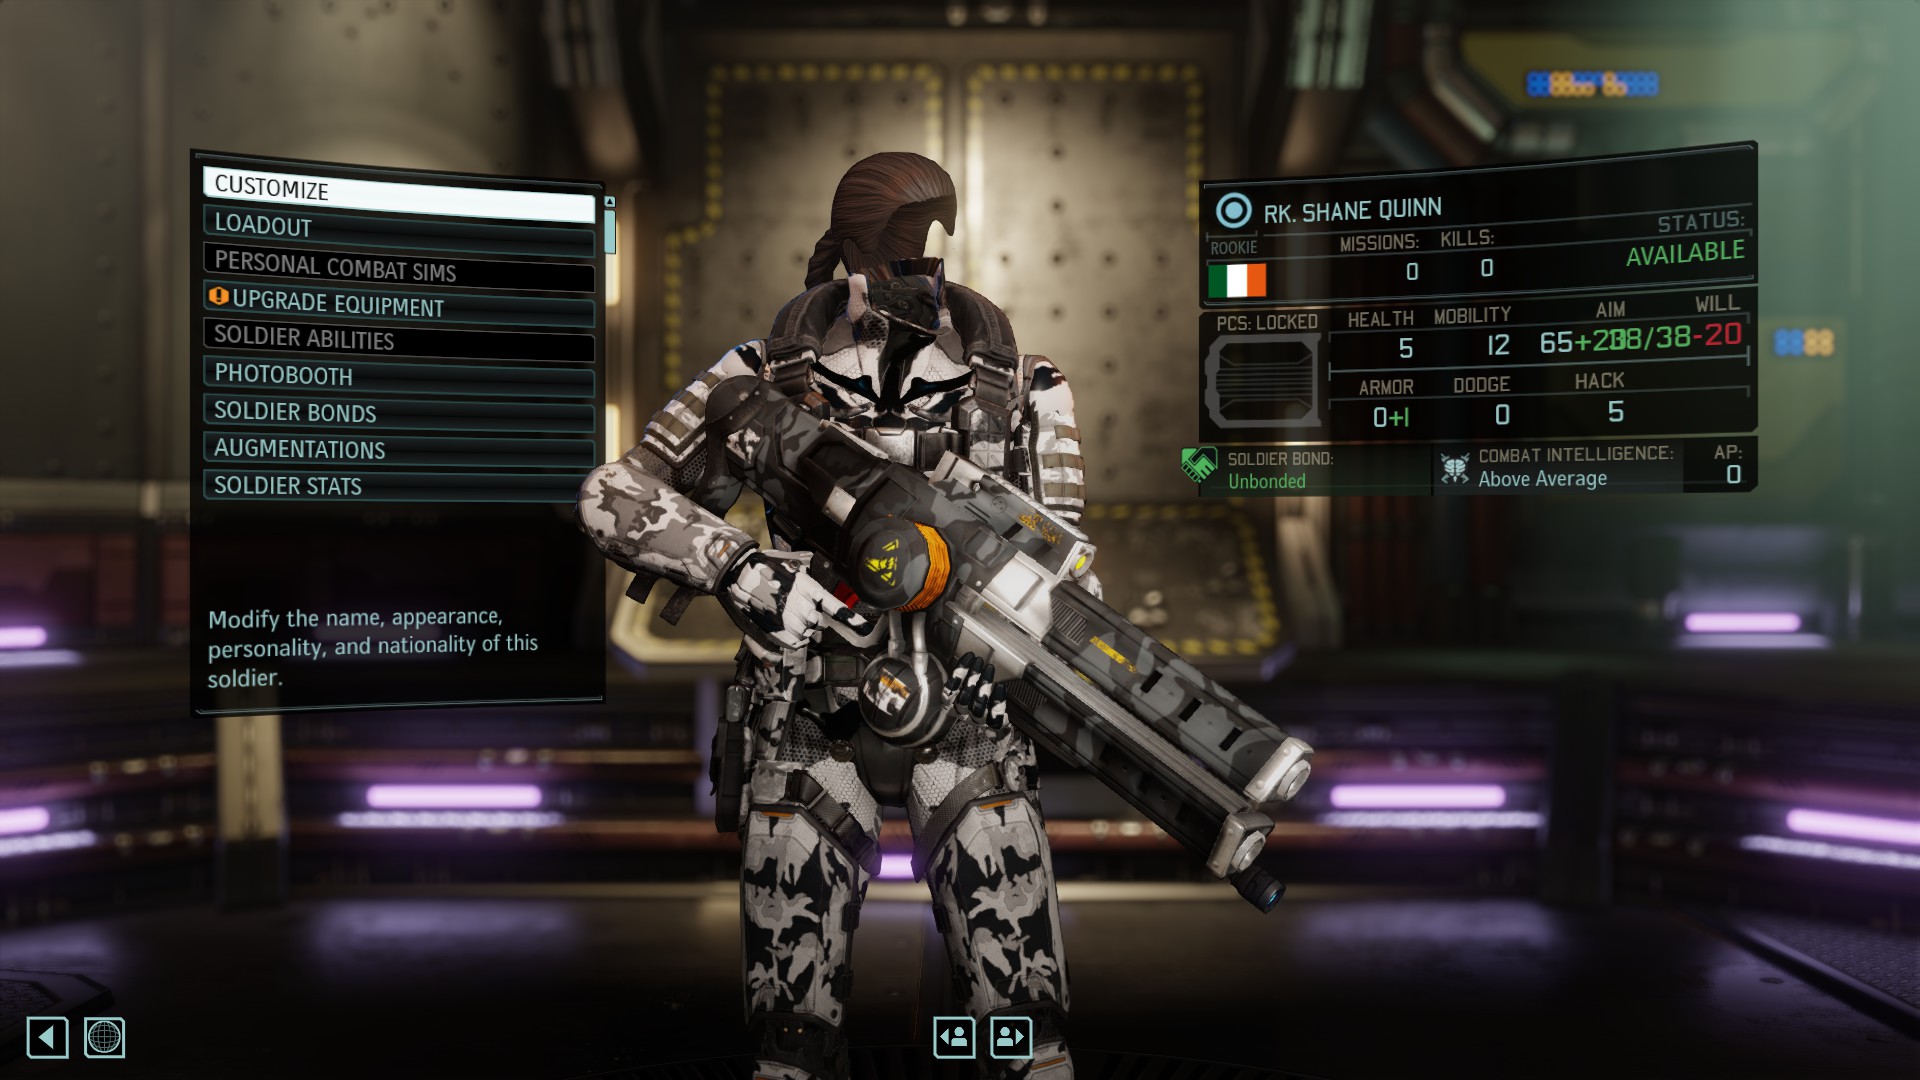 CUSTOMIZE
LOADOUT
PERSONAL COMBAT SIMS
UPGRADE EQUIPMENT
SOLDIER ABILITIES
PHOTOBOOTH
SOLDIER BONDS
AUGMENTATIONS
SOLDIER STATS
Modify the name, appearance,
personality, and nationality of this
soldier.
RK. SHANE QUINN
ROOKIE
MISSIONS: KILLS: STATUS:
0 0 AVAILABLE
PCS: LOCKED
HEALTH MOBILITY AIM WILL
5 12 65 /38-20
ARMOR DODGE HACK
0+1 0 5
SOLDIER BOND:
Unbonded
COMBAT INTELLIGENCE:
Above Average
AP:
0